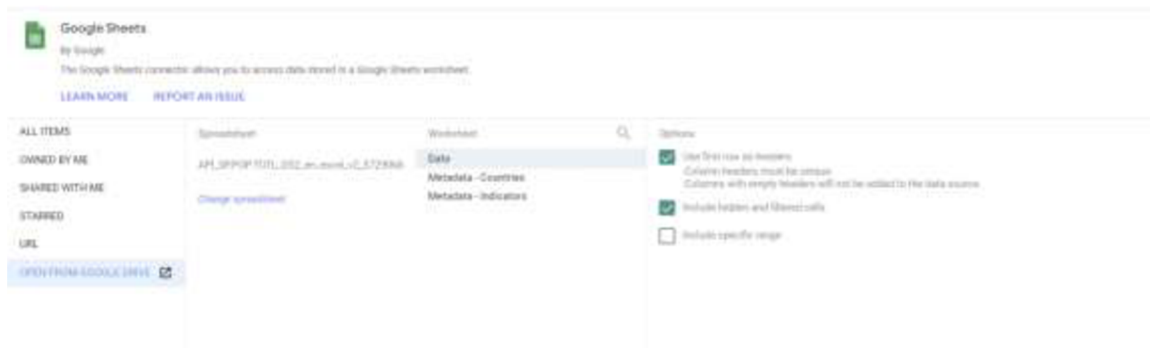 Google Sheets
By Google
The Google Sheets connector allows you to access data stored in a Google Sheets worksheet.
LEARN MORE REPORT AN ISSUE
ALL ITEMS
OWNED BY ME
SHARED WITH ME
STARRED
URL
OPEN FROM GOOGLE DRIVE
Spreadsheet
Change spreadsheet
Worksheet
Data
Metadata - Countries
Metadata - Indicators
Options
Use first row as headers
Column headers must be unique
Columns with empty headers will not be added to the data source
Include hidden and filtered cells
Include specific range